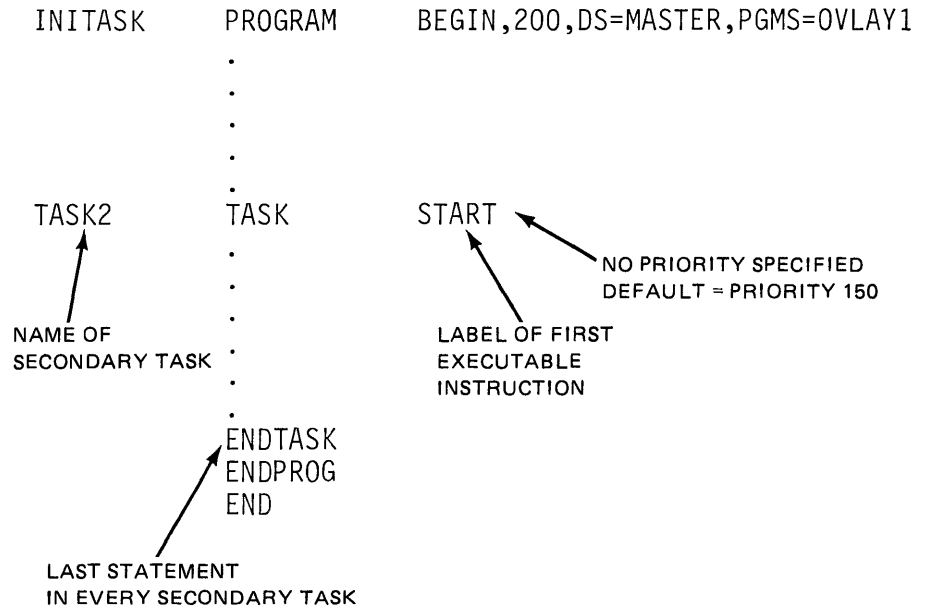 INITASK PROGRAM BEGIN,200,DS=MASTER,PGMS=OVLAY1
.
.
.
.
.
TASK2 TASK START
.
NO PRIORITY SPECIFIED
DEFAULT = PRIORITY 150
.
.
NAME OF
SECONDARY TASK
.
LABEL OF FIRST
EXECUTABLE
INSTRUCTION
.
.
ENDTASK
ENDPROG
END
LAST STATEMENT
IN EVERY SECONDARY TASK